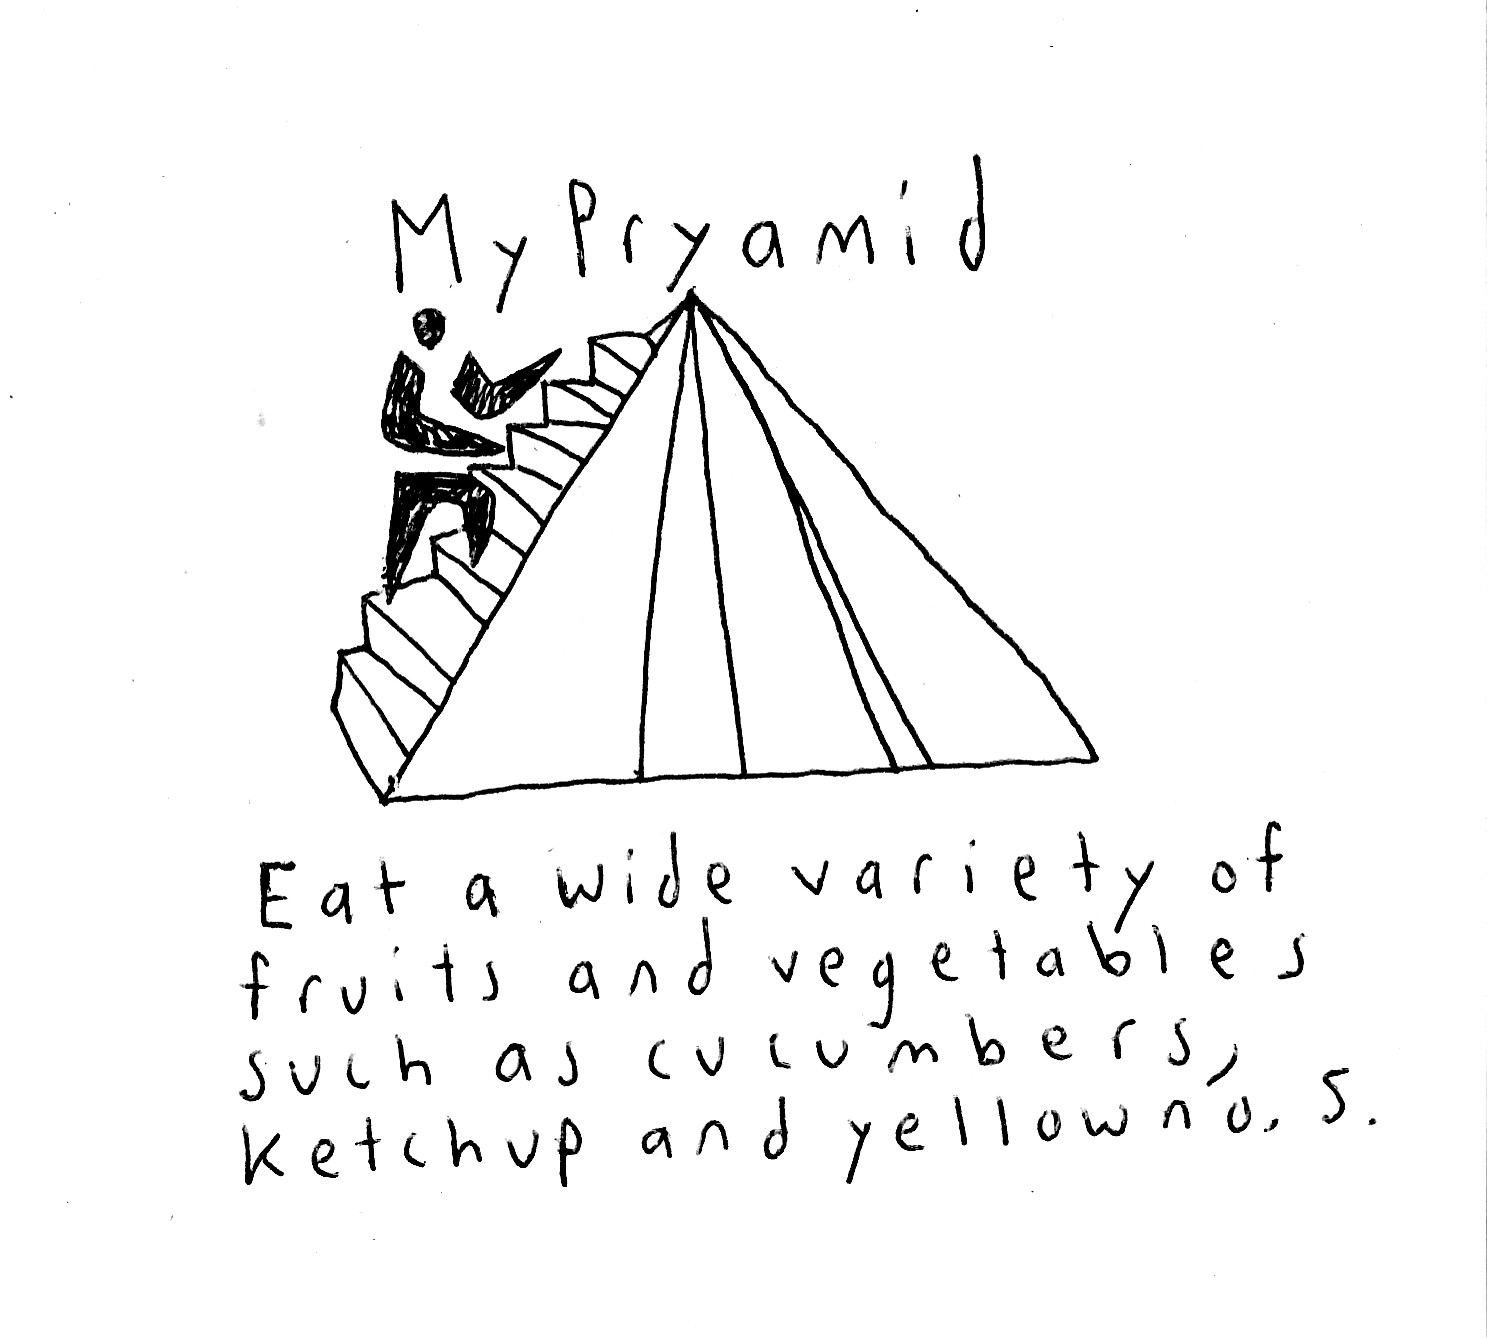 My Pryamid
Eat a wide variety of
fruits and vegetables
such as cucumbers,
ketchup and yellow no. 5.